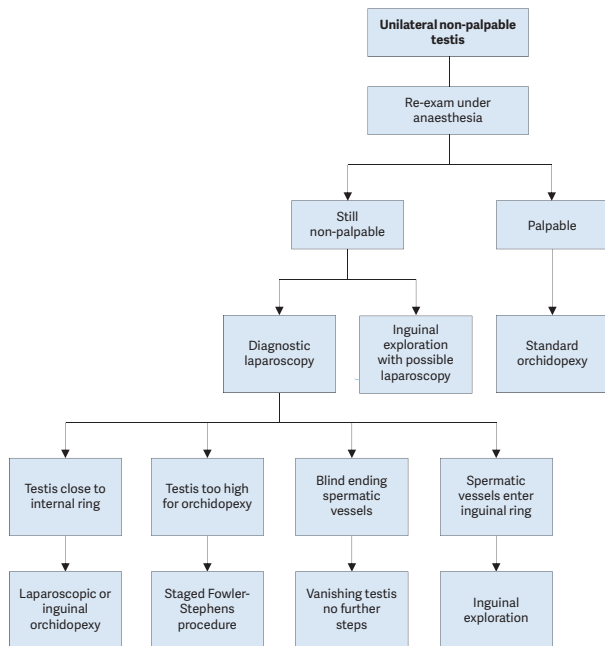 Unilateral non-palpable
testis
Re-exam under
anaesthesia
Still
non-palpable
Palpable
Diagnostic
laparoscopy
Inguinal
exploration
with possible
laparoscopy
Standard
orchidopexy
Testis close to
internal ring
Testis too high
for orchidopexy
Blind ending
spermatic
vessels
Spermatic
vessels enter
inguinal ring
Laparoscopic or
inguinal
orchidopexy
Staged Fowler-
Stephens
procedure
Vanishing testis
no further
steps
Inguinal
exploration